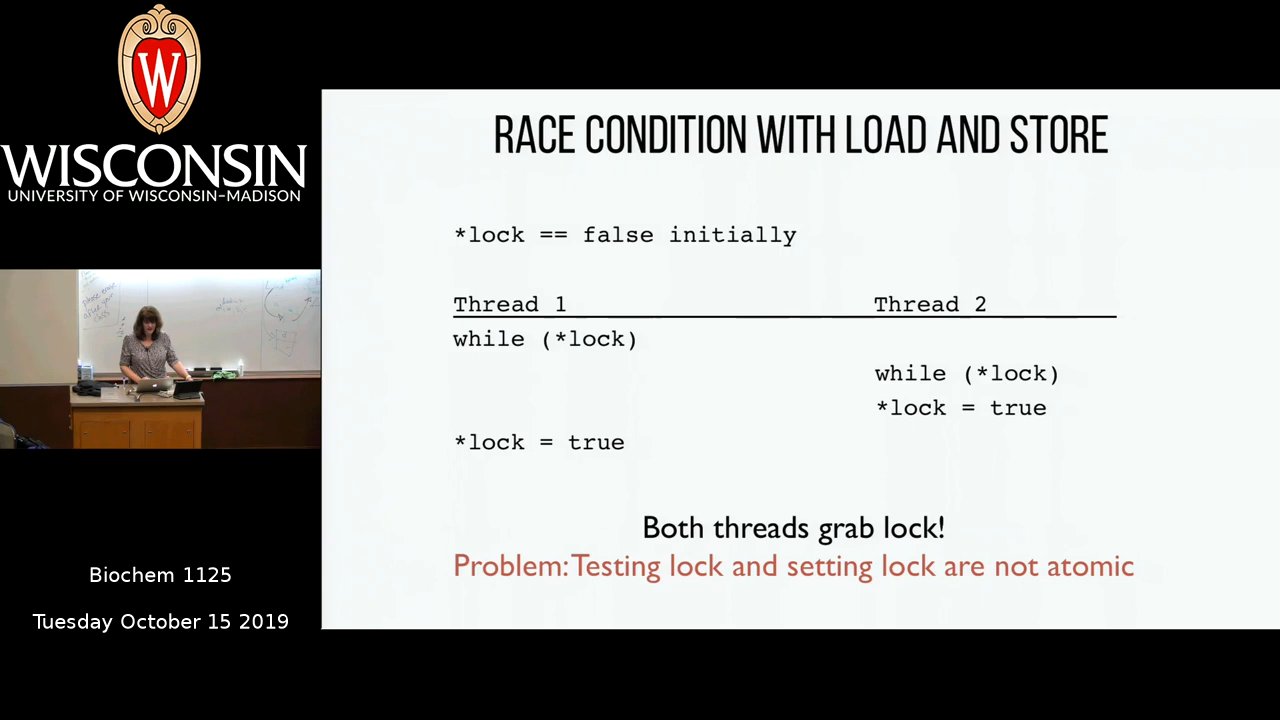 W
WISCONSIN
UNIVERSITY OF WISCONSIN-MADISON
Biochem 1125
Tuesday October 15 2019
RACE CONDITION WITH LOAD AND STORE
*lock == false initially
Thread 1 Thread 2
while (*lock)
while (*lock)
*lock = true
*lock = true
Both threads grab lock!
Problem: Testing lock and setting lock are not atomic